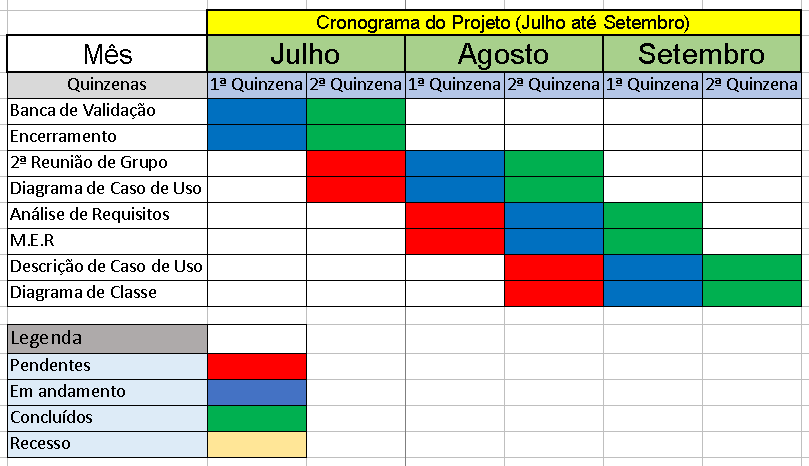 Cronograma do Projeto (Julho até Setembro)
Mês Julho Agosto Setembro
Quinzenas 1ª Quinzena 2ª Quinzena 1ª Quinzena 2ª Quinzena 1ª Quinzena 2ª Quinzena
Banca de Validação
Encerramento
2ª Reunião de Grupo
Diagrama de Caso de Uso
Análise de Requisitos
M.E.R
Descrição de Caso de Uso
Diagrama de Classe
Legenda
Pendentes
Em andamento
Concluídos
Recesso